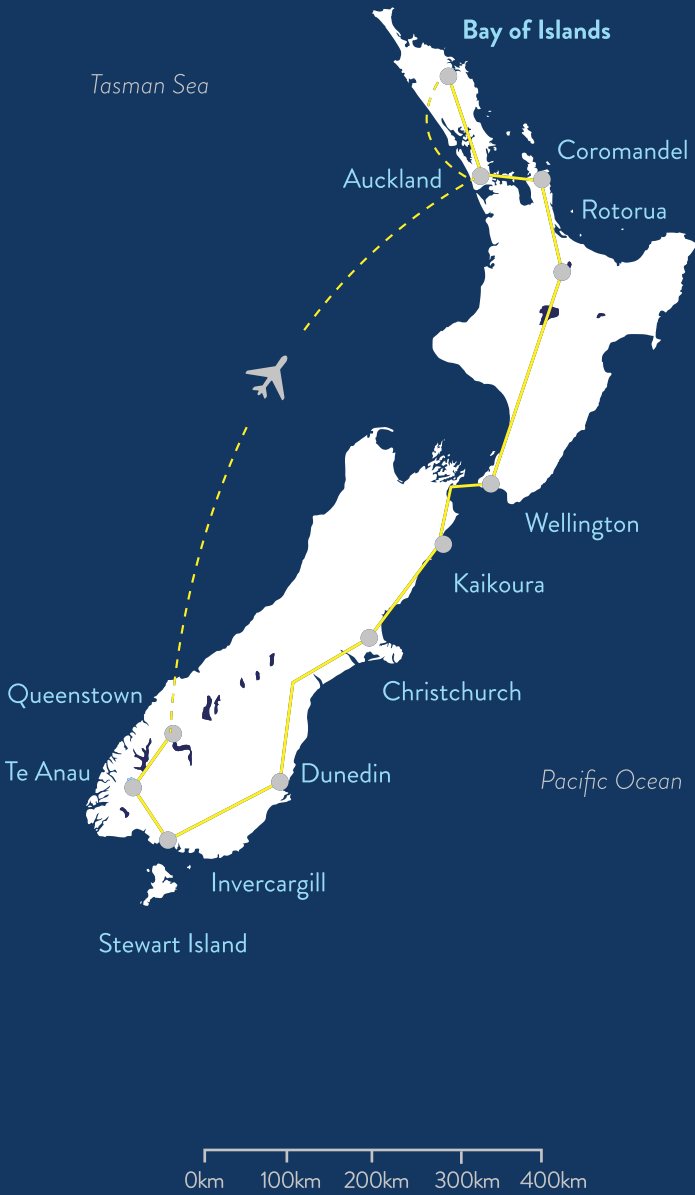 Bay of Islands
Tasman Sea
Coromandel
Auckland
Rotorua
Wellington
Kaikoura
Christchurch
Queenstown
Te Anau
Dunedin
Pacific Ocean
Invercargill
Stewart Island
0km 100km 200km 300km 400km